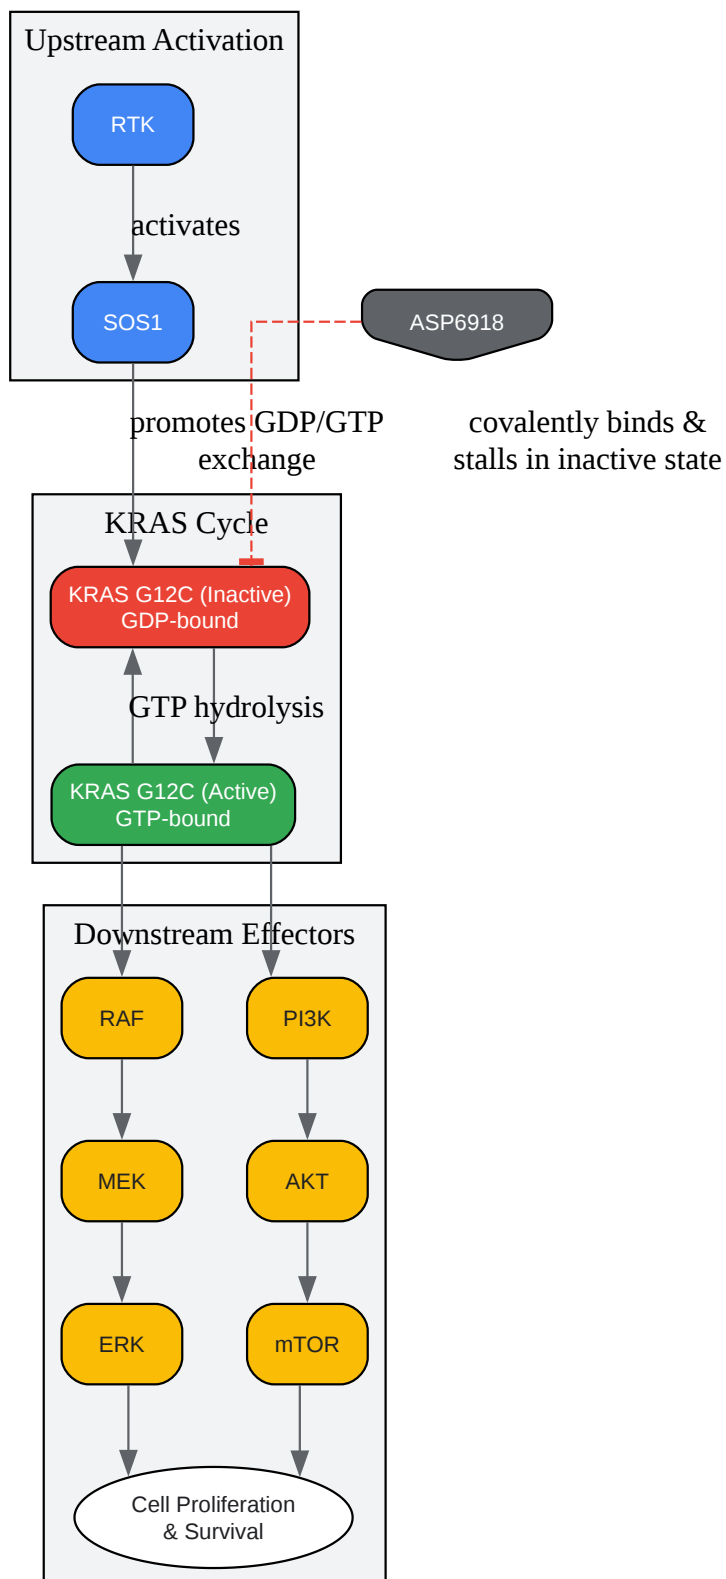 Upstream Activation
RTK
activates
SOS1
ASP6918
promotes GDP/GTP
exchange
covalently binds &
stalls in inactive state
KRAS Cycle
KRAS G12C (Inactive)
GDP-bound
GTP hydrolysis
KRAS G12C (Active)
GTP-bound
Downstream Effectors
RAF
PI3K
MEK
AKT
ERK
mTOR
Cell Proliferation
& Survival